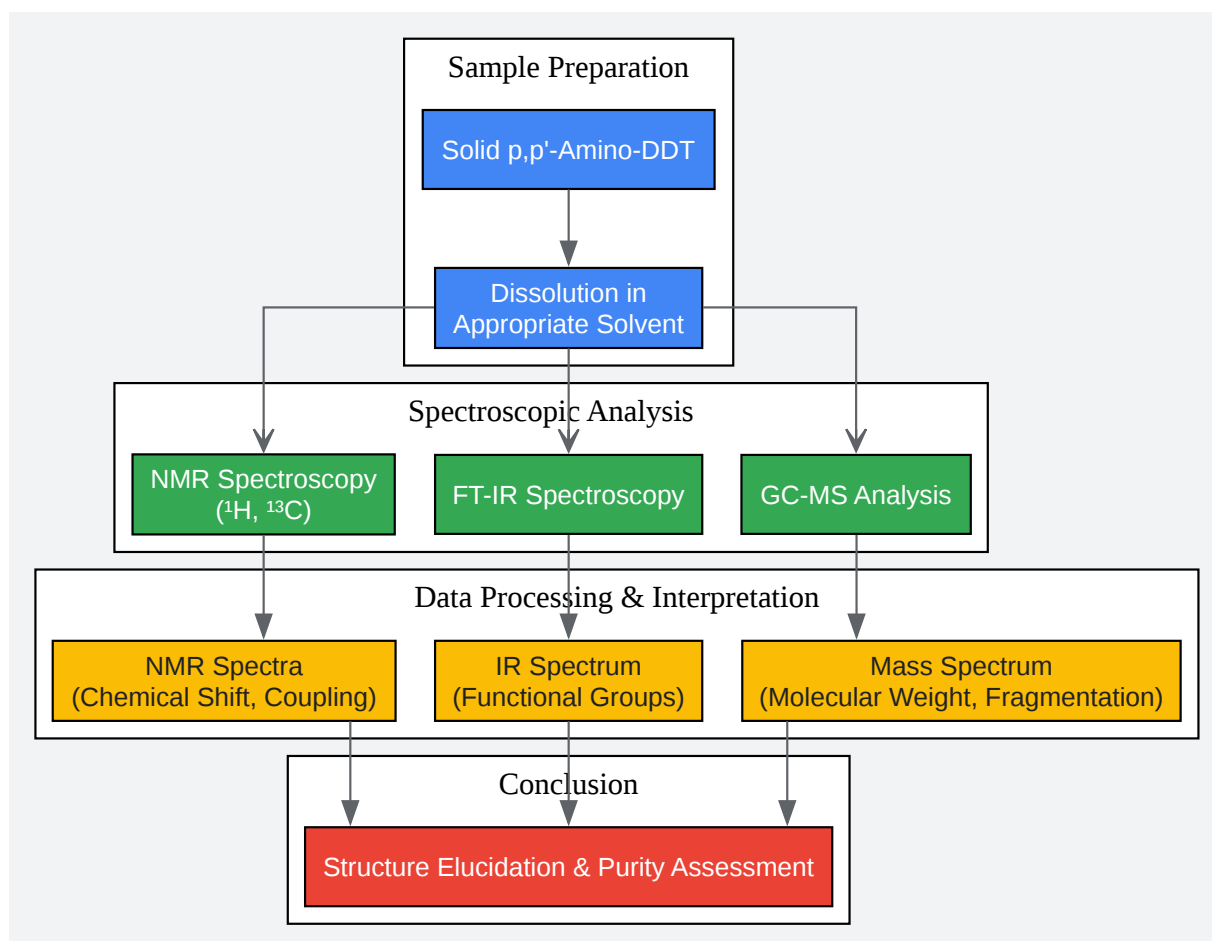 Sample Preparation
Solid p,p'-Amino-DDT
Dissolution in
Appropriate Solvent
Spectroscopic Analysis
NMR Spectroscopy
(¹H, ¹³C)
FT-IR Spectroscopy
GC-MS Analysis
Data Processing & Interpretation
NMR Spectra
(Chemical Shift, Coupling)
IR Spectrum
(Functional Groups)
Mass Spectrum
(Molecular Weight, Fragmentation)
Conclusion
Structure Elucidation & Purity Assessment